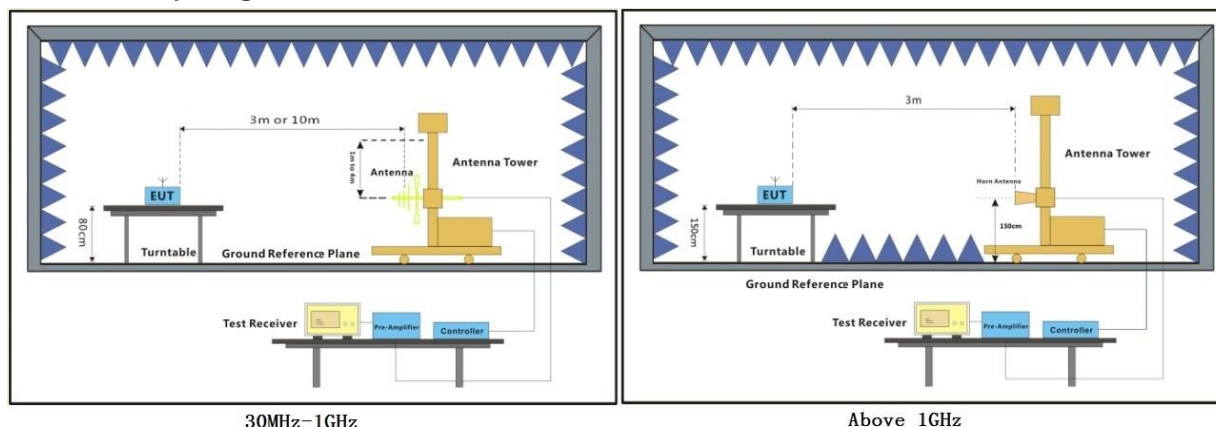 3m or 10m
1m to 4m
Antenna
Antenna Tower
EUT
80cm
Turntable
Ground Reference Plane
Test Receiver
Pre-Amplifier
Controller
30MHz-1GHz
3m
Antenna Tower
Horn Antenna
EUT
150cm
150cm
Turntable
Ground Reference Plane
Test Receiver
Pre-Amplifier
Controller
Above 1GHz